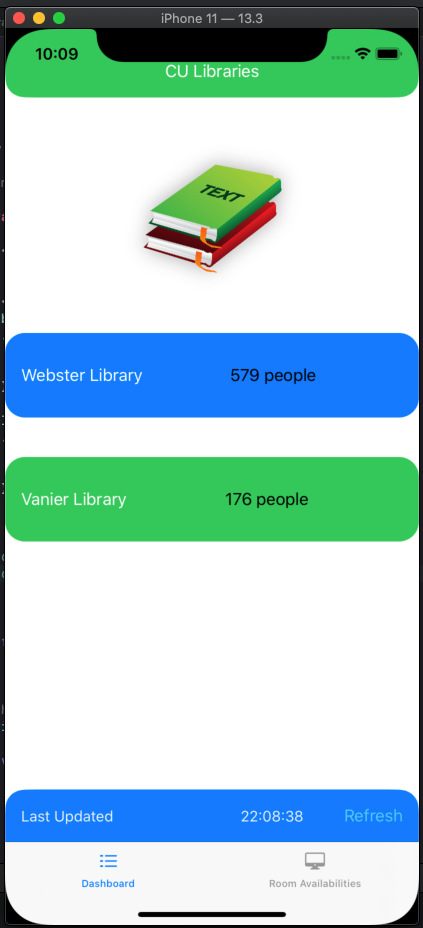 iPhone 11 — 13.3
10:09
CU Libraries
TEXT
Webster Library 579 people
Vanier Library 176 people
Last Updated 22:08:38 Refresh
Dashboard Room Availabilities